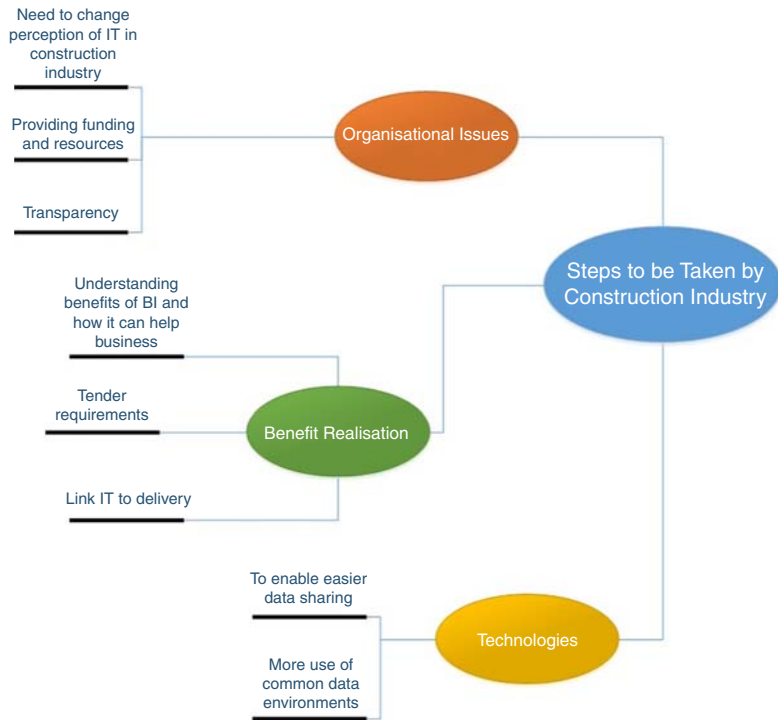 Need to change
perception of IT in
construction
industry
Providing funding
and resources
Transparency
Organisational Issues
Steps to be Taken by
Construction Industry
Understanding
benefits of BI and
how it can help
business
Tender
requirements
Link IT to delivery
Benefit Realisation
To enable easier
data sharing
More use of
common data
environments
Technologies